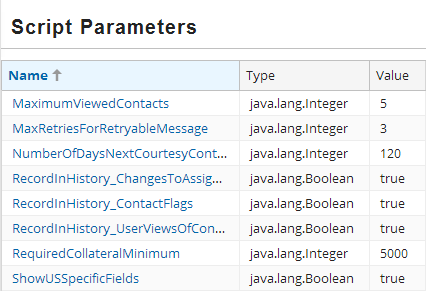 Script Parameters
Name Type Value
MaximumViewedContacts java.lang.Integer 5
MaxRetriesForRetryableMessage java.lang.Integer 3
NumberOfDaysNextCourtesyCont... java.lang.Integer 120
RecordInHistory_ChangesToAssig... java.lang.Boolean true
RecordInHistory_ContactFlags java.lang.Boolean true
RecordInHistory_UserViewsOfCon... java.lang.Boolean true
RequiredCollateralMinimum java.lang.Integer 5000
ShowUSSpecificFields java.lang.Boolean true